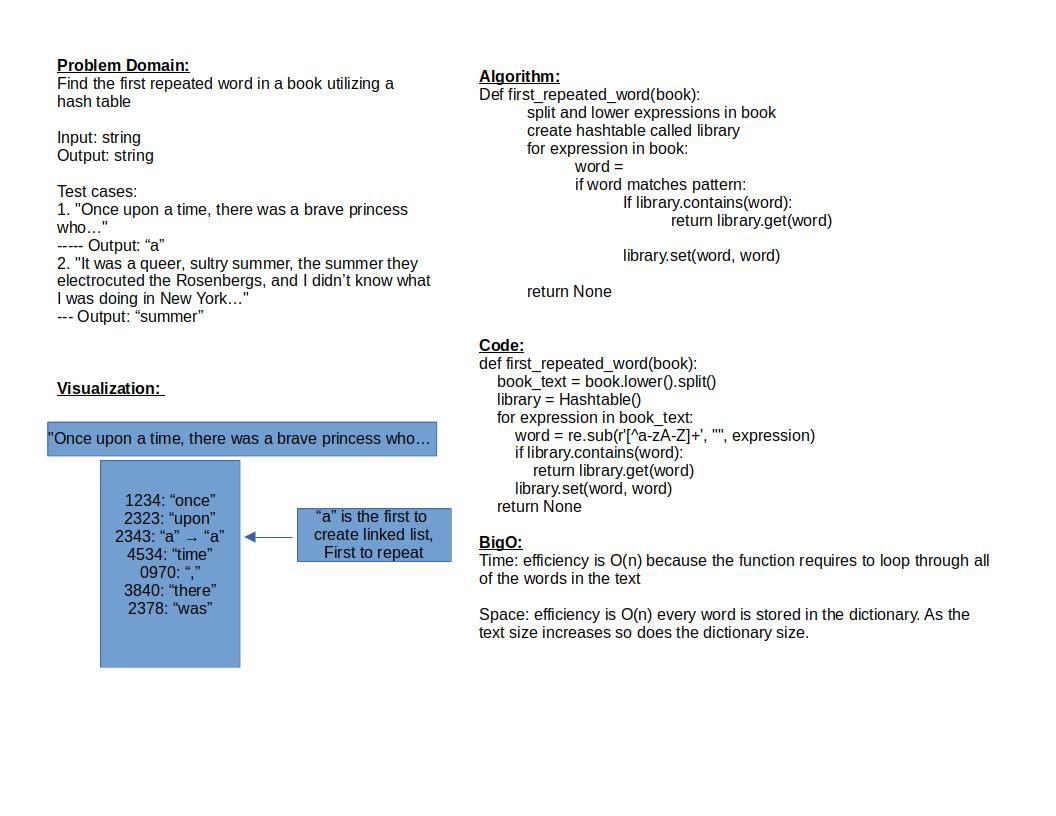 Problem Domain:
Find the first repeated word in a book utilizing a
hash table
Input: string
Output: string
Test cases:
1. "Once upon a time, there was a brave princess
who…"
----- Output: “a”
2. "It was a queer, sultry summer, the summer they
electrocuted the Rosenbergs, and I didn’t know what
I was doing in New York…"
--- Output: “summer”
Visualization:
"Once upon a time, there was a brave princess who…
1234: “once”
2323: “upon”
2343: “a” → “a”
4534: “time”
0970: “,”
3840: “there”
2378: “was”
“a” is the first to
create linked list,
First to repeat
Algorithm:
Def first_repeated_word(book):
split and lower expressions in book
create hashtable called library
for expression in book:
word =
if word matches pattern:
If library.contains(word):
return library.get(word)
library.set(word, word)
return None
Code:
def first_repeated_word(book):
book_text = book.lower().split()
library = Hashtable()
for expression in book_text:
word = re.sub(r'[^a-zA-Z]+', "", expression)
if library.contains(word):
return library.get(word)
library.set(word, word)
return None
BigO:
Time: efficiency is O(n) because the function requires to loop through all
of the words in the text
Space: efficiency is O(n) every word is stored in the dictionary. As the
text size increases so does the dictionary size.